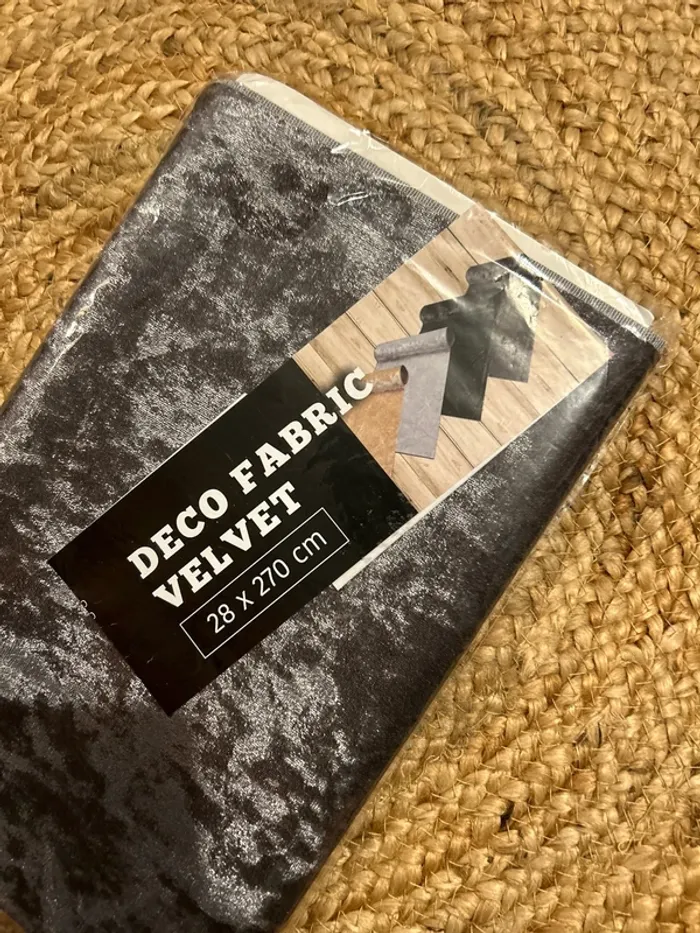 DECO FABRIC
VELVET
28 x 270 cm